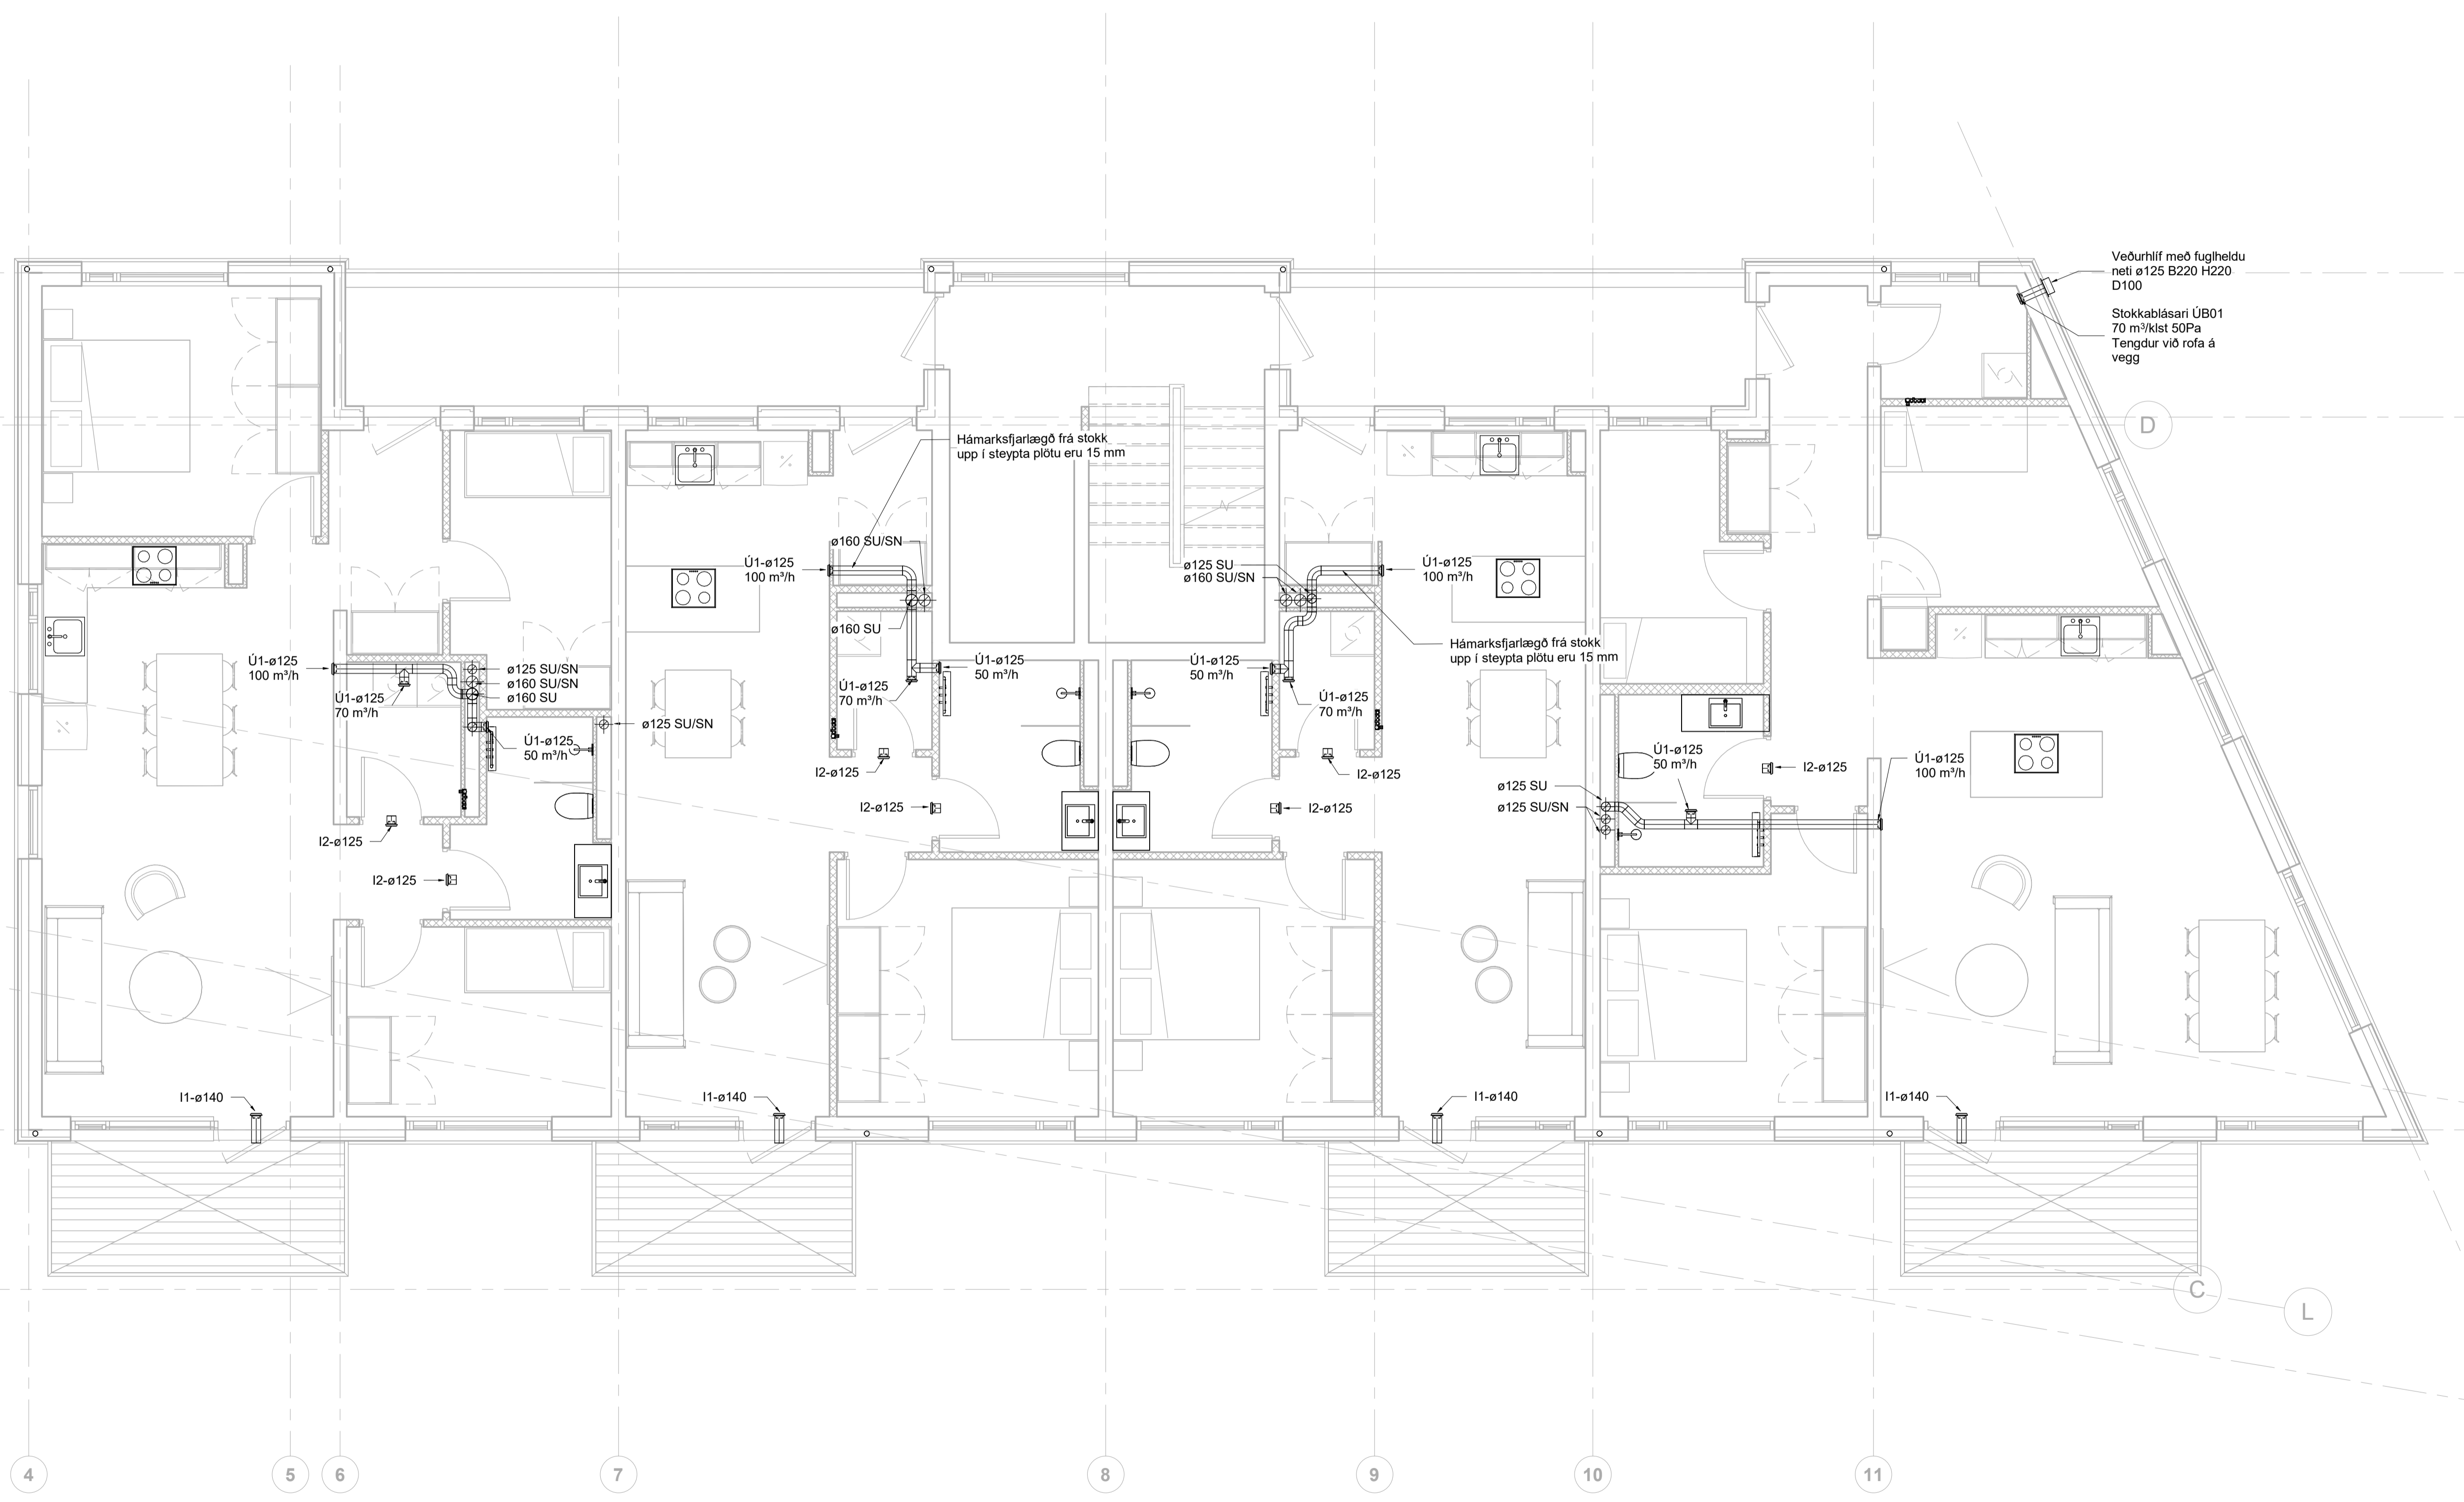 Veðurhlíf með fuglheldu
neti ø125 B220 H220
D100
Stokkablásari ÚB01
70 m³/klst 50Pa
Tengdur við rofa á
vegg
D
Hámarksfjarlægð frá stokk
upp í steypta plötu eru 15 mm
ø160 SU/SN
Ú1-ø125
100 m³/h
ø160 SU
Ú1-ø125
50 m³/h
Ú1-ø125
70 m³/h
I2-ø125
I2-ø125
ø125 SU
ø160 SU/SN
Ú1-ø125
100 m³/h
Hámarksfjarlægð frá stokk
upp í steypta plötu eru 15 mm
Ú1-ø125
50 m³/h
Ú1-ø125
70 m³/h
I2-ø125
I2-ø125
Ú1-ø125
100 m³/h
Ú1-ø125
70 m³/h
ø125 SU/SN
ø160 SU/SN
ø160 SU
ø125 SU/SN
Ú1-ø125
50 m³/h
I2-ø125
I2-ø125
Ú1-ø125
50 m³/h
I2-ø125
Ú1-ø125
100 m³/h
ø125 SU
ø125 SU/SN
I1-ø140
I1-ø140
I1-ø140
I1-ø140
C
L
4
5
6
7
8
9
10
11